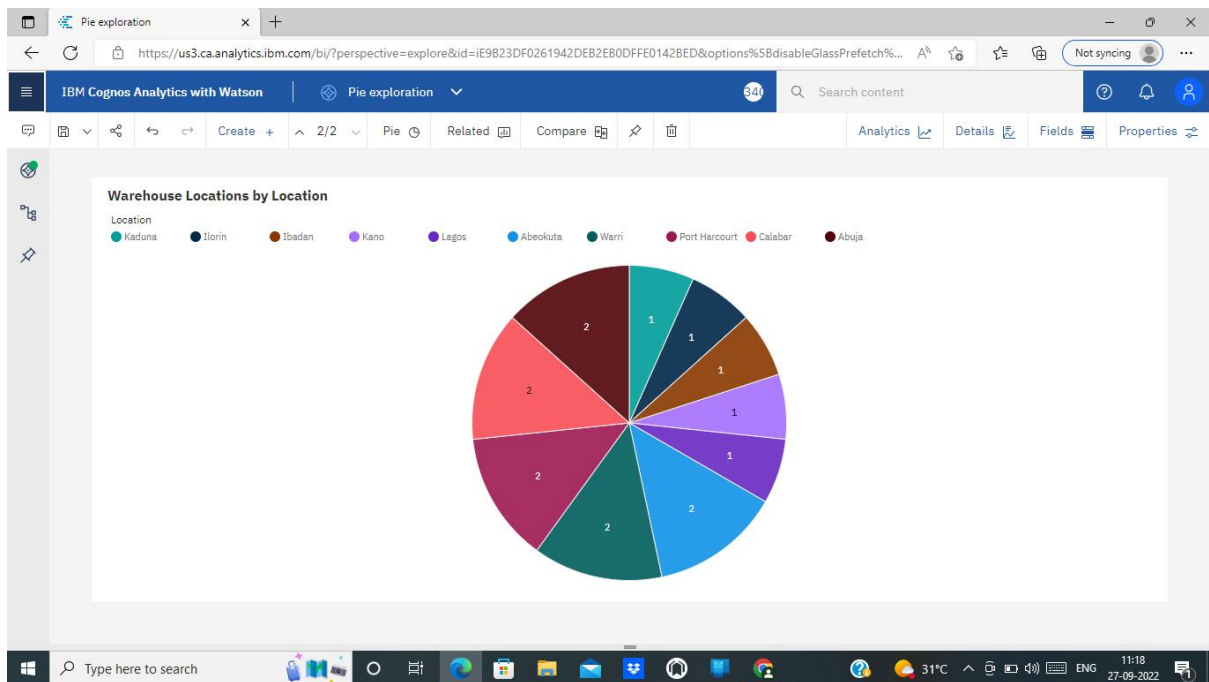 Pie exploration
https://us3.ca.analytics.ibm.com/bi/?perspective=explore&id=iE9B23DF0261942DEB2EB0DFFE0142BED&options%5BdisableGlassPrefetch%... A Not syncing
IBM Cognos Analytics with Watson Pie exploration 340 Search content
Create + 2/2 Pie Related Compare Analytics Details Fields Properties
Warehouse Locations by Location
Location
Kaduna Ilorin Ibadan Kano Lagos Abeokuta Warri Port Harcourt Calabar Abuja
1
2
1
1
2
1
1
2
2
2
Type here to search 31°C ENG 11:18
27-09-2022
1